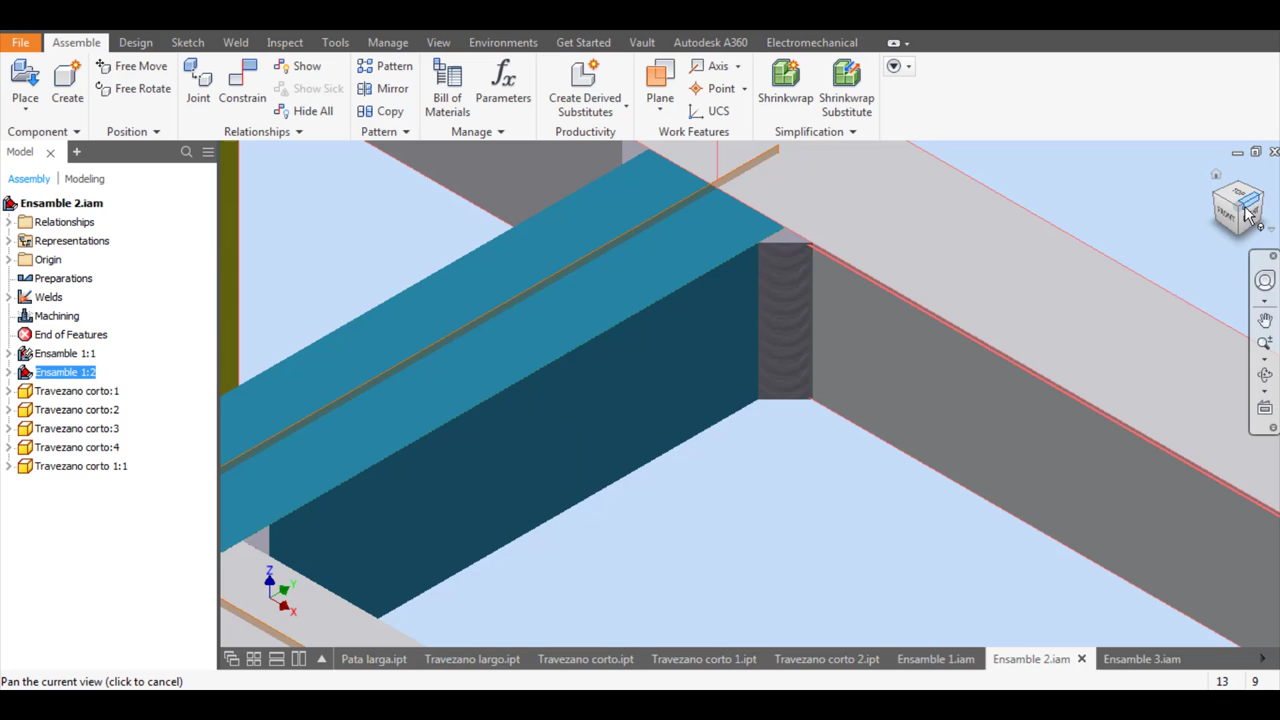 File Assemble Design Sketch Weld Inspect Tools Manage View Environments Get Started Vault Autodesk A360 Electromechanical
Place Create Free Move Free Rotate Joint Constrain Show Show Sick Hide All Pattern Mirror Copy Bill of Materials Parameters Create Derived Substitutes Plane Axis Point UCS Shrinkwrap Shrinkwrap Substitute
Component Position Relationships Pattern Manage Productivity Work Features Simplification
Model
Assembly Modeling
Ensamble 2.iam
Relationships
Representations
Origin
Preparations
Welds
Machining
End of Features
Ensamble 1:1
Ensamble 1:2
Travezano corto:1
Travezano corto:2
Travezano corto:3
Travezano corto:4
Travezano corto 1:1
TOP
FRONT
Z
Y
X
Pata larga.ipt Travezano largo.ipt Travezano corto.ipt Travezano corto 1.ipt Travezano corto 2.ipt Ensamble 1.iam Ensamble 2.iam Ensamble 3.iam
Pan the current view (click to cancel) 13 9